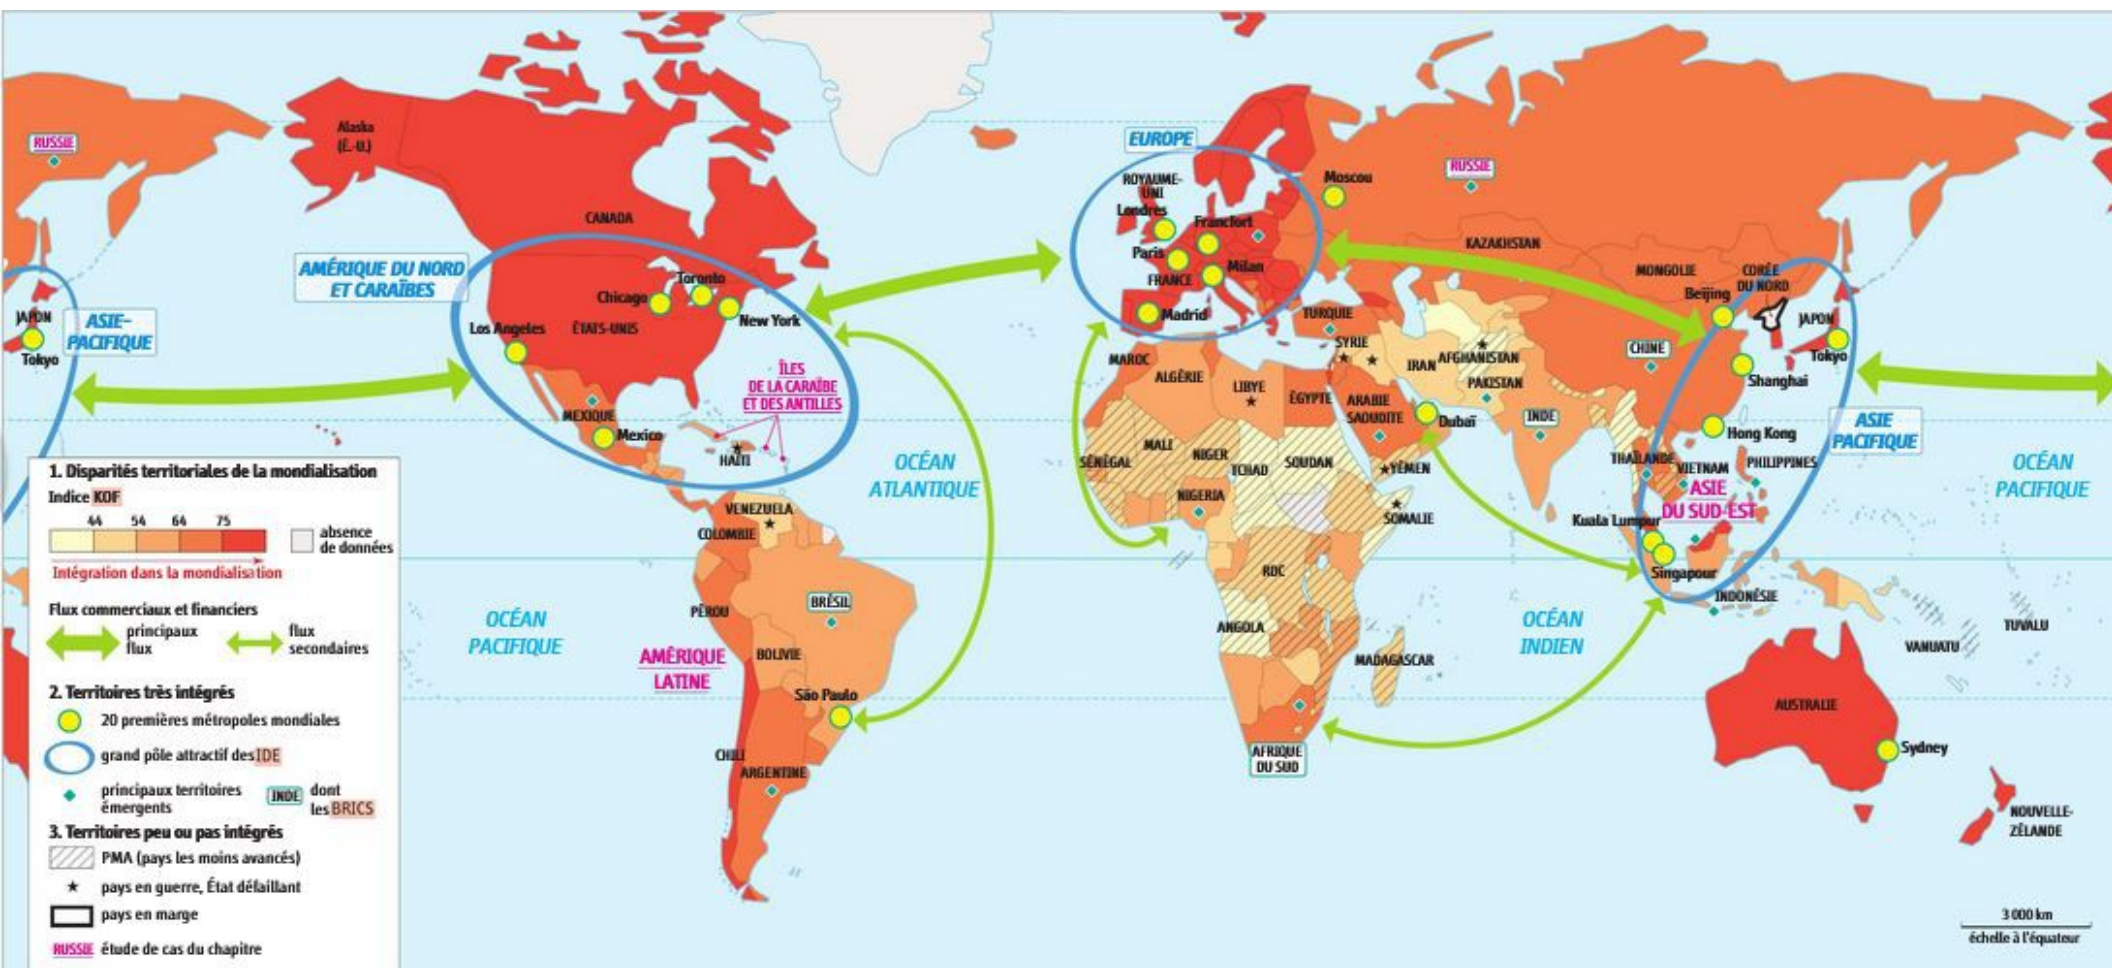 RUSSIE
Alaska
(É.-U.)
CANADA
AMÉRIQUE DU NORD
ET CARAÏBES
Toronto
Chicago
New York
Los Angeles
ÉTATS-UNIS
JAPON
Tokyo
ASIE-
PACIFIQUE
ÎLES
DE LA CARAÏBE
ET DES ANTILLES
MEXIQUE
Mexico
HAÏTI
OCÉAN
ATLANTIQUE
VENEZUELA
COLOMBIE
PÉROU
BRÉSIL
OCÉAN
PACIFIQUE
AMÉRIQUE
LATINE
BOLIVIE
São Paulo
CHILI
ARGENTINE
EUROPE
ROYAUME-
UNI
Londres
Francfort
Paris
FRANCE
Milan
Madrid
Moscou
RUSSIE
KAZAKHSTAN
MONGOLIE
CORÉE
DU NORD
Beijing
JAPON
Tokyo
CHINE
Shanghai
Hong Kong
ASIE
PACIFIQUE
OCÉAN
PACIFIQUE
TURQUIE
SYRIE
IRAN
AFGHANISTAN
PAKISTAN
INDE
MAROC
ALGÉRIE
LIBYE
ÉGYPTE
ARABIE
SAOUDITE
Dubaï
MALI
NIGER
SÉNÉGAL
TCHAD
SOUDAN
YÉMEN
NIGERIA
SOMALIE
RDC
ANGOLA
MADAGASCAR
AFRIQUE
DU SUD
THAÏLANDE
VIETNAM
PHILIPPINES
ASIE
DU SUD-EST
Kuala Lumpur
Singapour
INDONÉSIE
OCÉAN
INDIEN
TUVALU
VANUATU
AUSTRALIE
Sydney
NOUVELLE-
ZÉLANDE
1. Disparités territoriales de la mondialisation
Indice KOF
44 54 64 75
absence
de données
Intégration dans la mondialisation
Flux commerciaux et financiers
principaux
flux
flux
secondaires
2. Territoires très intégrés
20 premières métropoles mondiales
grand pôle attractif des IDE
principaux territoires
émergents
INDE
dont
les BRICS
3. Territoires peu ou pas intégrés
PMA (pays les moins avancés)
pays en guerre, État défaillant
pays en marge
RUSSIE étude de cas du chapitre
3 000 km
échelle à l'équateur